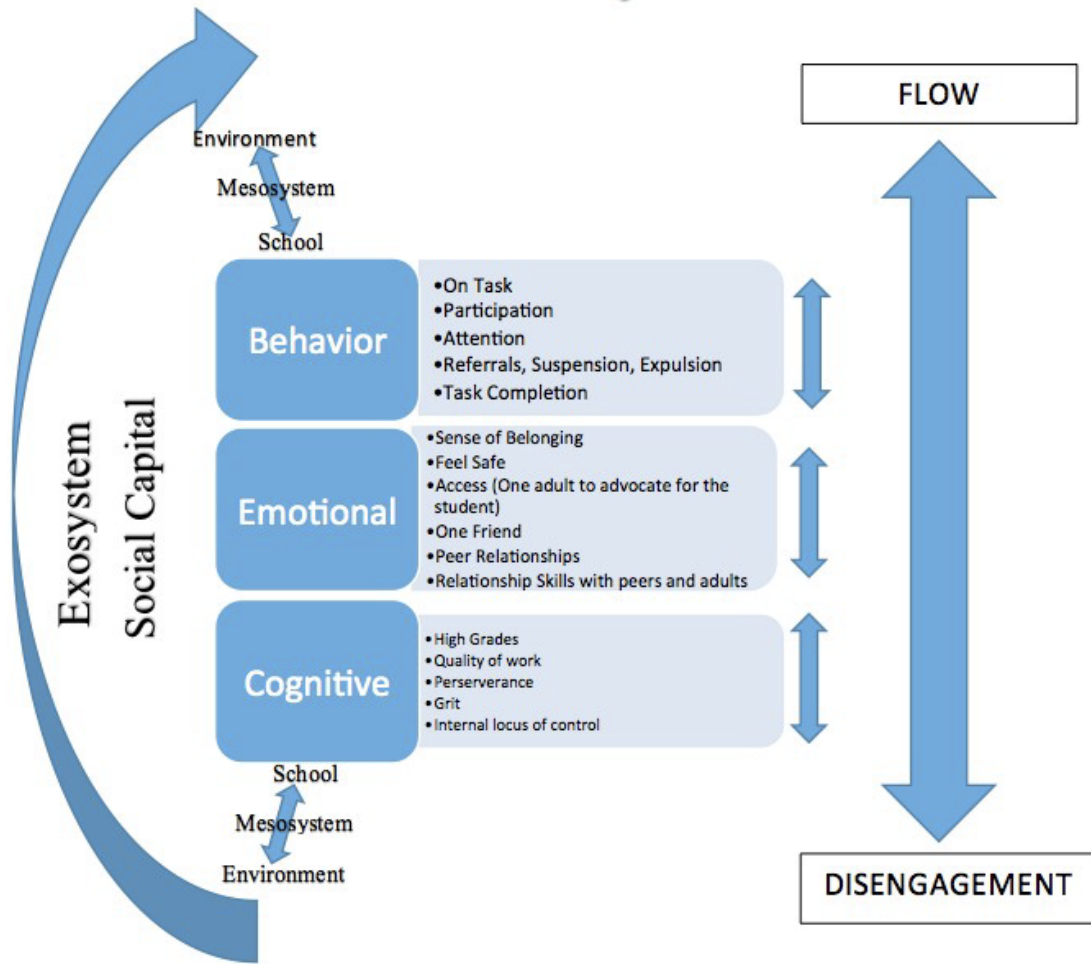 FLOW
Environment
Mesosystem
School
Behavior
•On Task
•Participation
•Attention
•Referrals, Suspension, Expulsion
•Task Completion
Exosystem
Social Capital
Emotional
•Sense of Belonging
•Feel Safe
•Access (One adult to advocate for the
student)
•One Friend
•Peer Relationships
•Relationship Skills with peers and adults
Cognitive
•High Grades
•Quality of work
•Perserverance
•Grit
•Internal locus of control
School
Mesosystem
Environment
DISENGAGEMENT